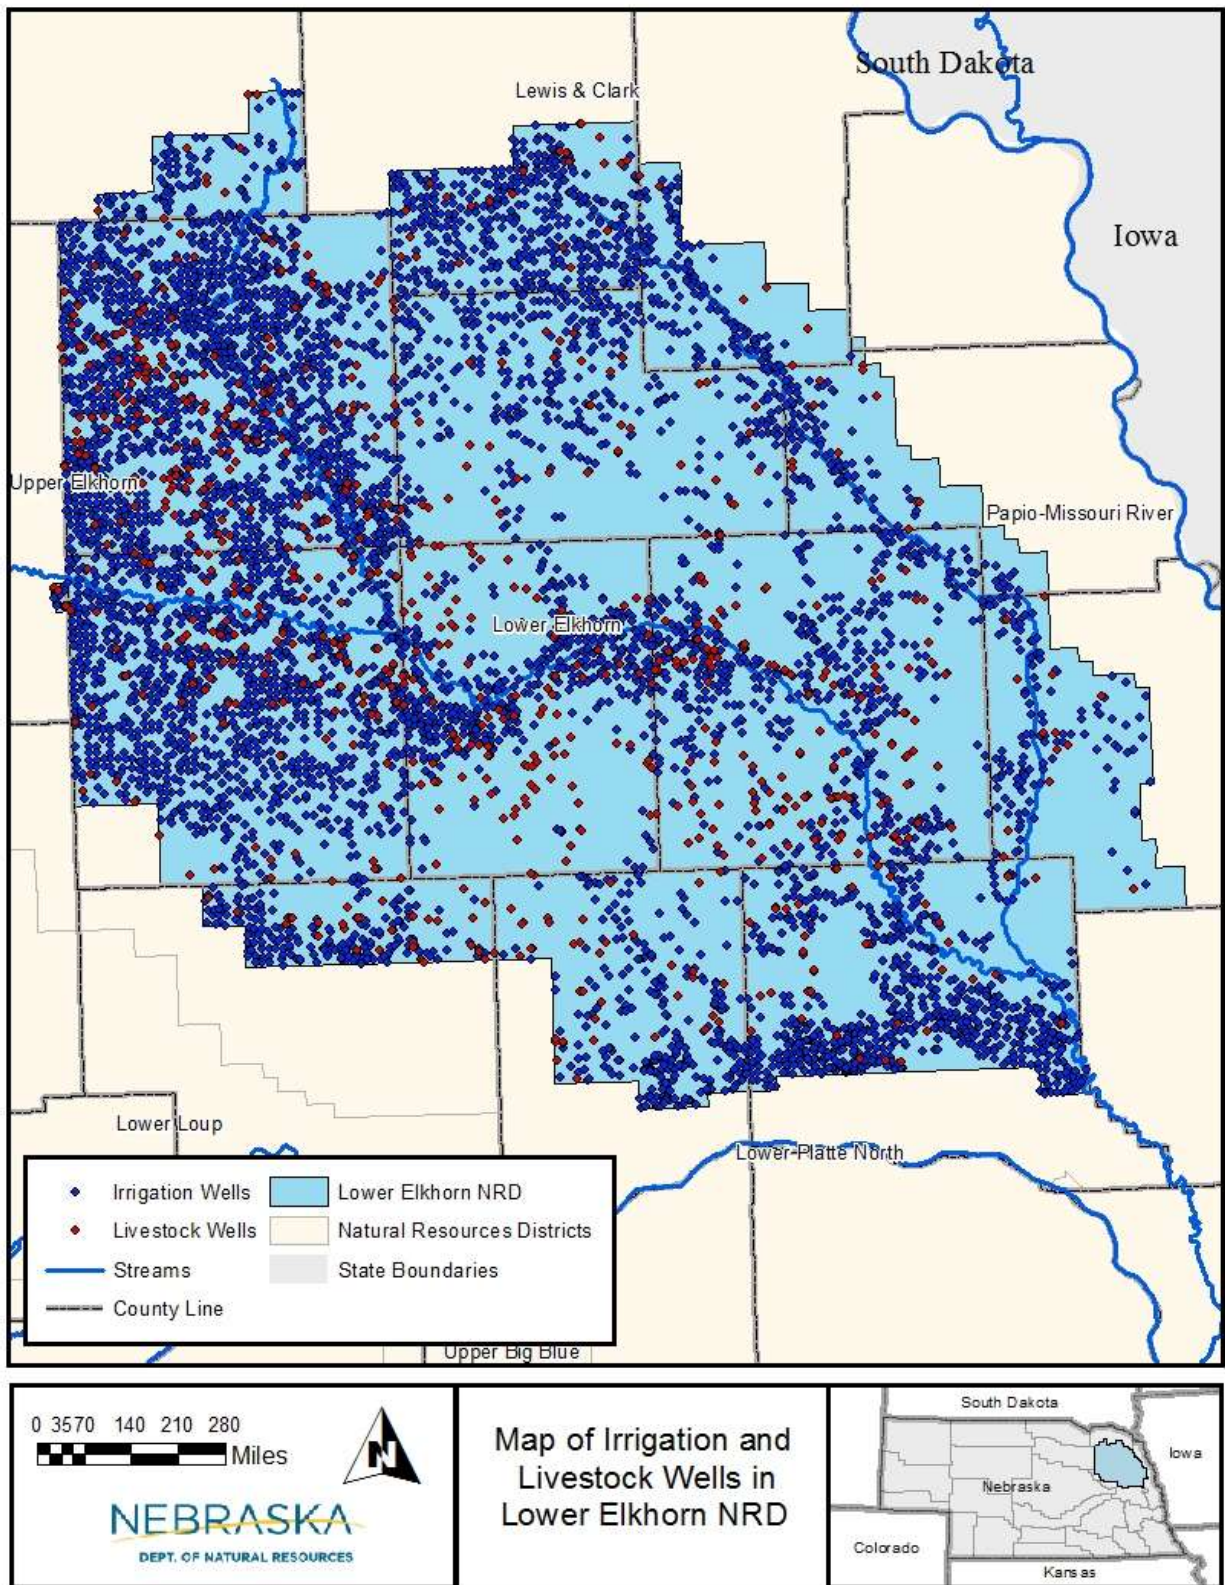 South Dakota
Lewis & Clark
Iowa
Upper Elkhorn
Papio-Missouri River
Lower Elkhorn
Lower Loup
Lower Platte North
Irrigation Wells
Lower Elkhorn NRD
Livestock Wells
Natural Resources Districts
Streams
State Boundaries
County Line
Upper Big Blue
0 3570 140 210 280
Miles
N
NEBRASKA
DEPT. OF NATURAL RESOURCES
Map of Irrigation and
Livestock Wells in
Lower Elkhorn NRD
South Dakota
Iowa
Nebraska
Colorado
Kansas